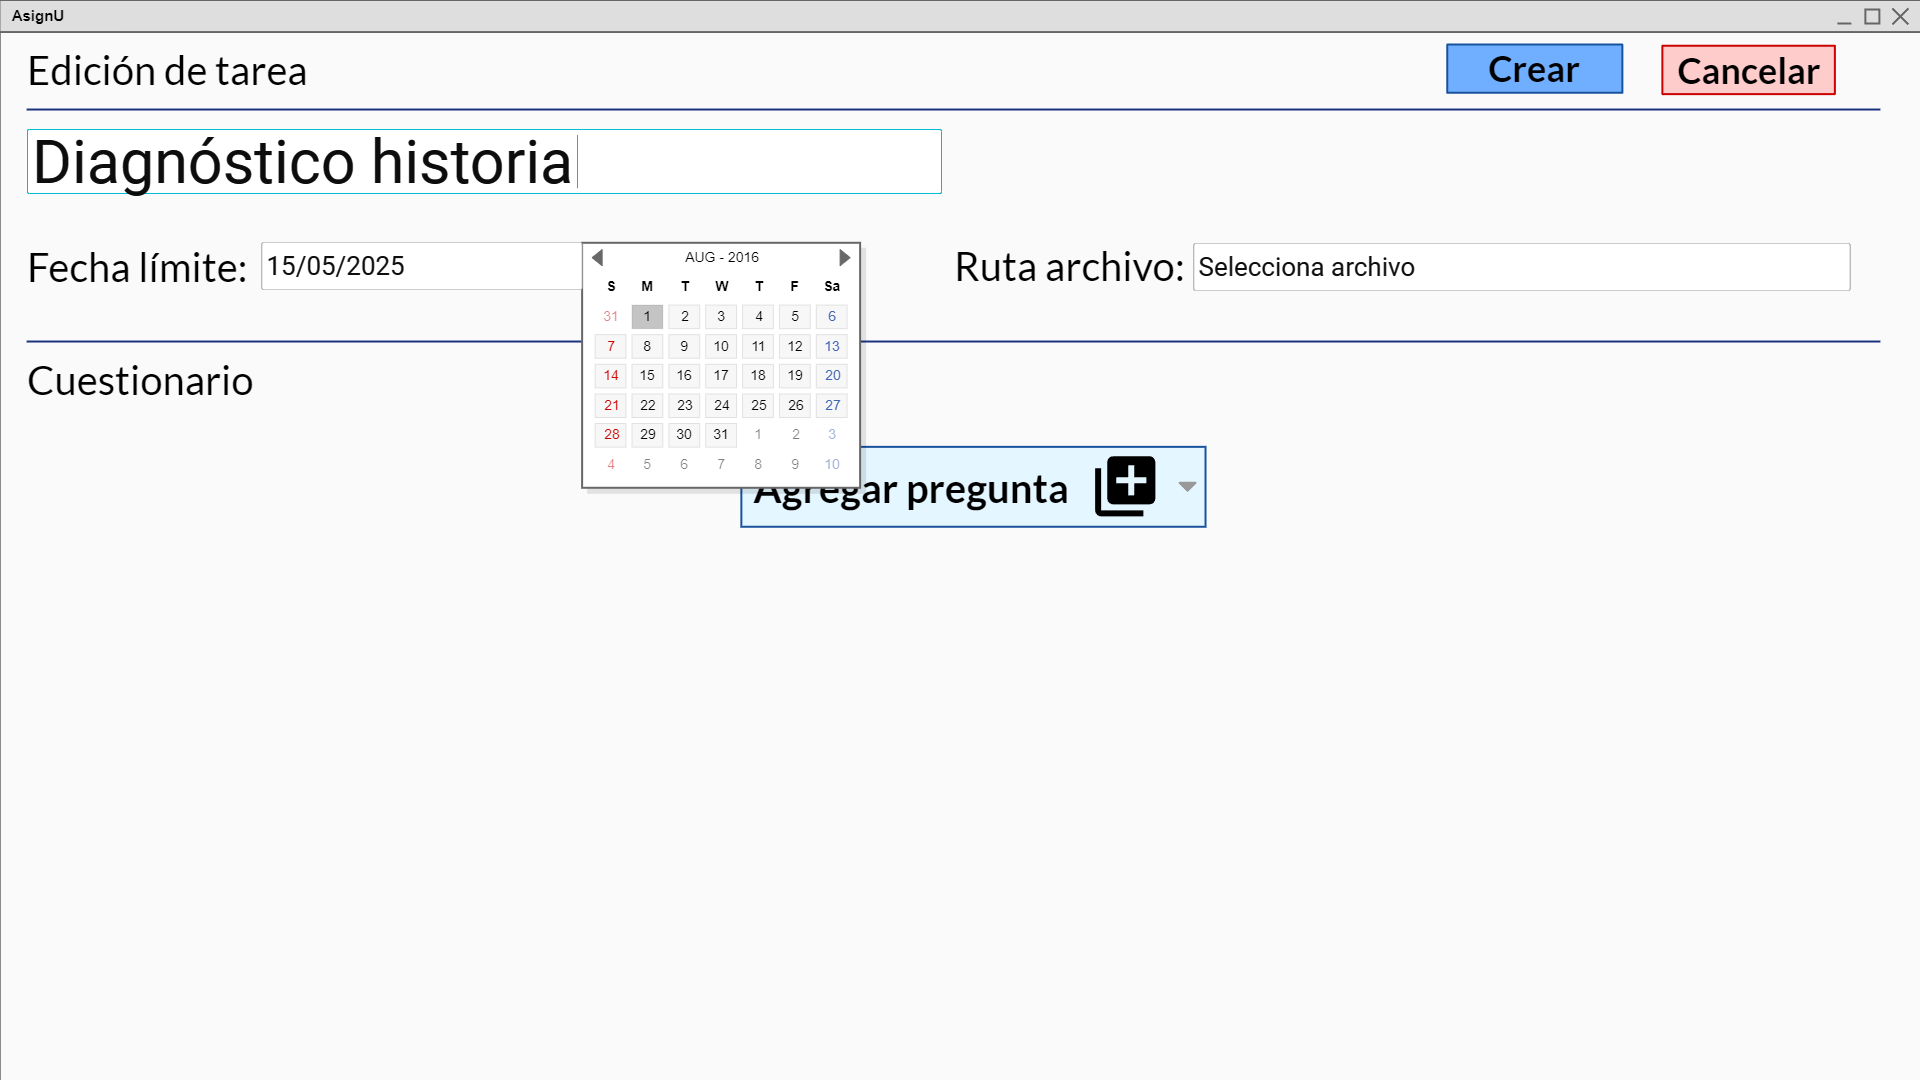 AsignU
Edición de tarea
Crear
Cancelar
Diagnóstico historia
Fecha límite: 15/05/2025
AUG - 2016
S M T W T F Sa
31 1 2 3 4 5 6
7 8 9 10 11 12 13
14 15 16 17 18 19 20
21 22 23 24 25 26 27
28 29 30 31 1 2 3
4 5 6 7 8 9 10
Ruta archivo: Selecciona archivo
Cuestionario
Agregar pregunta